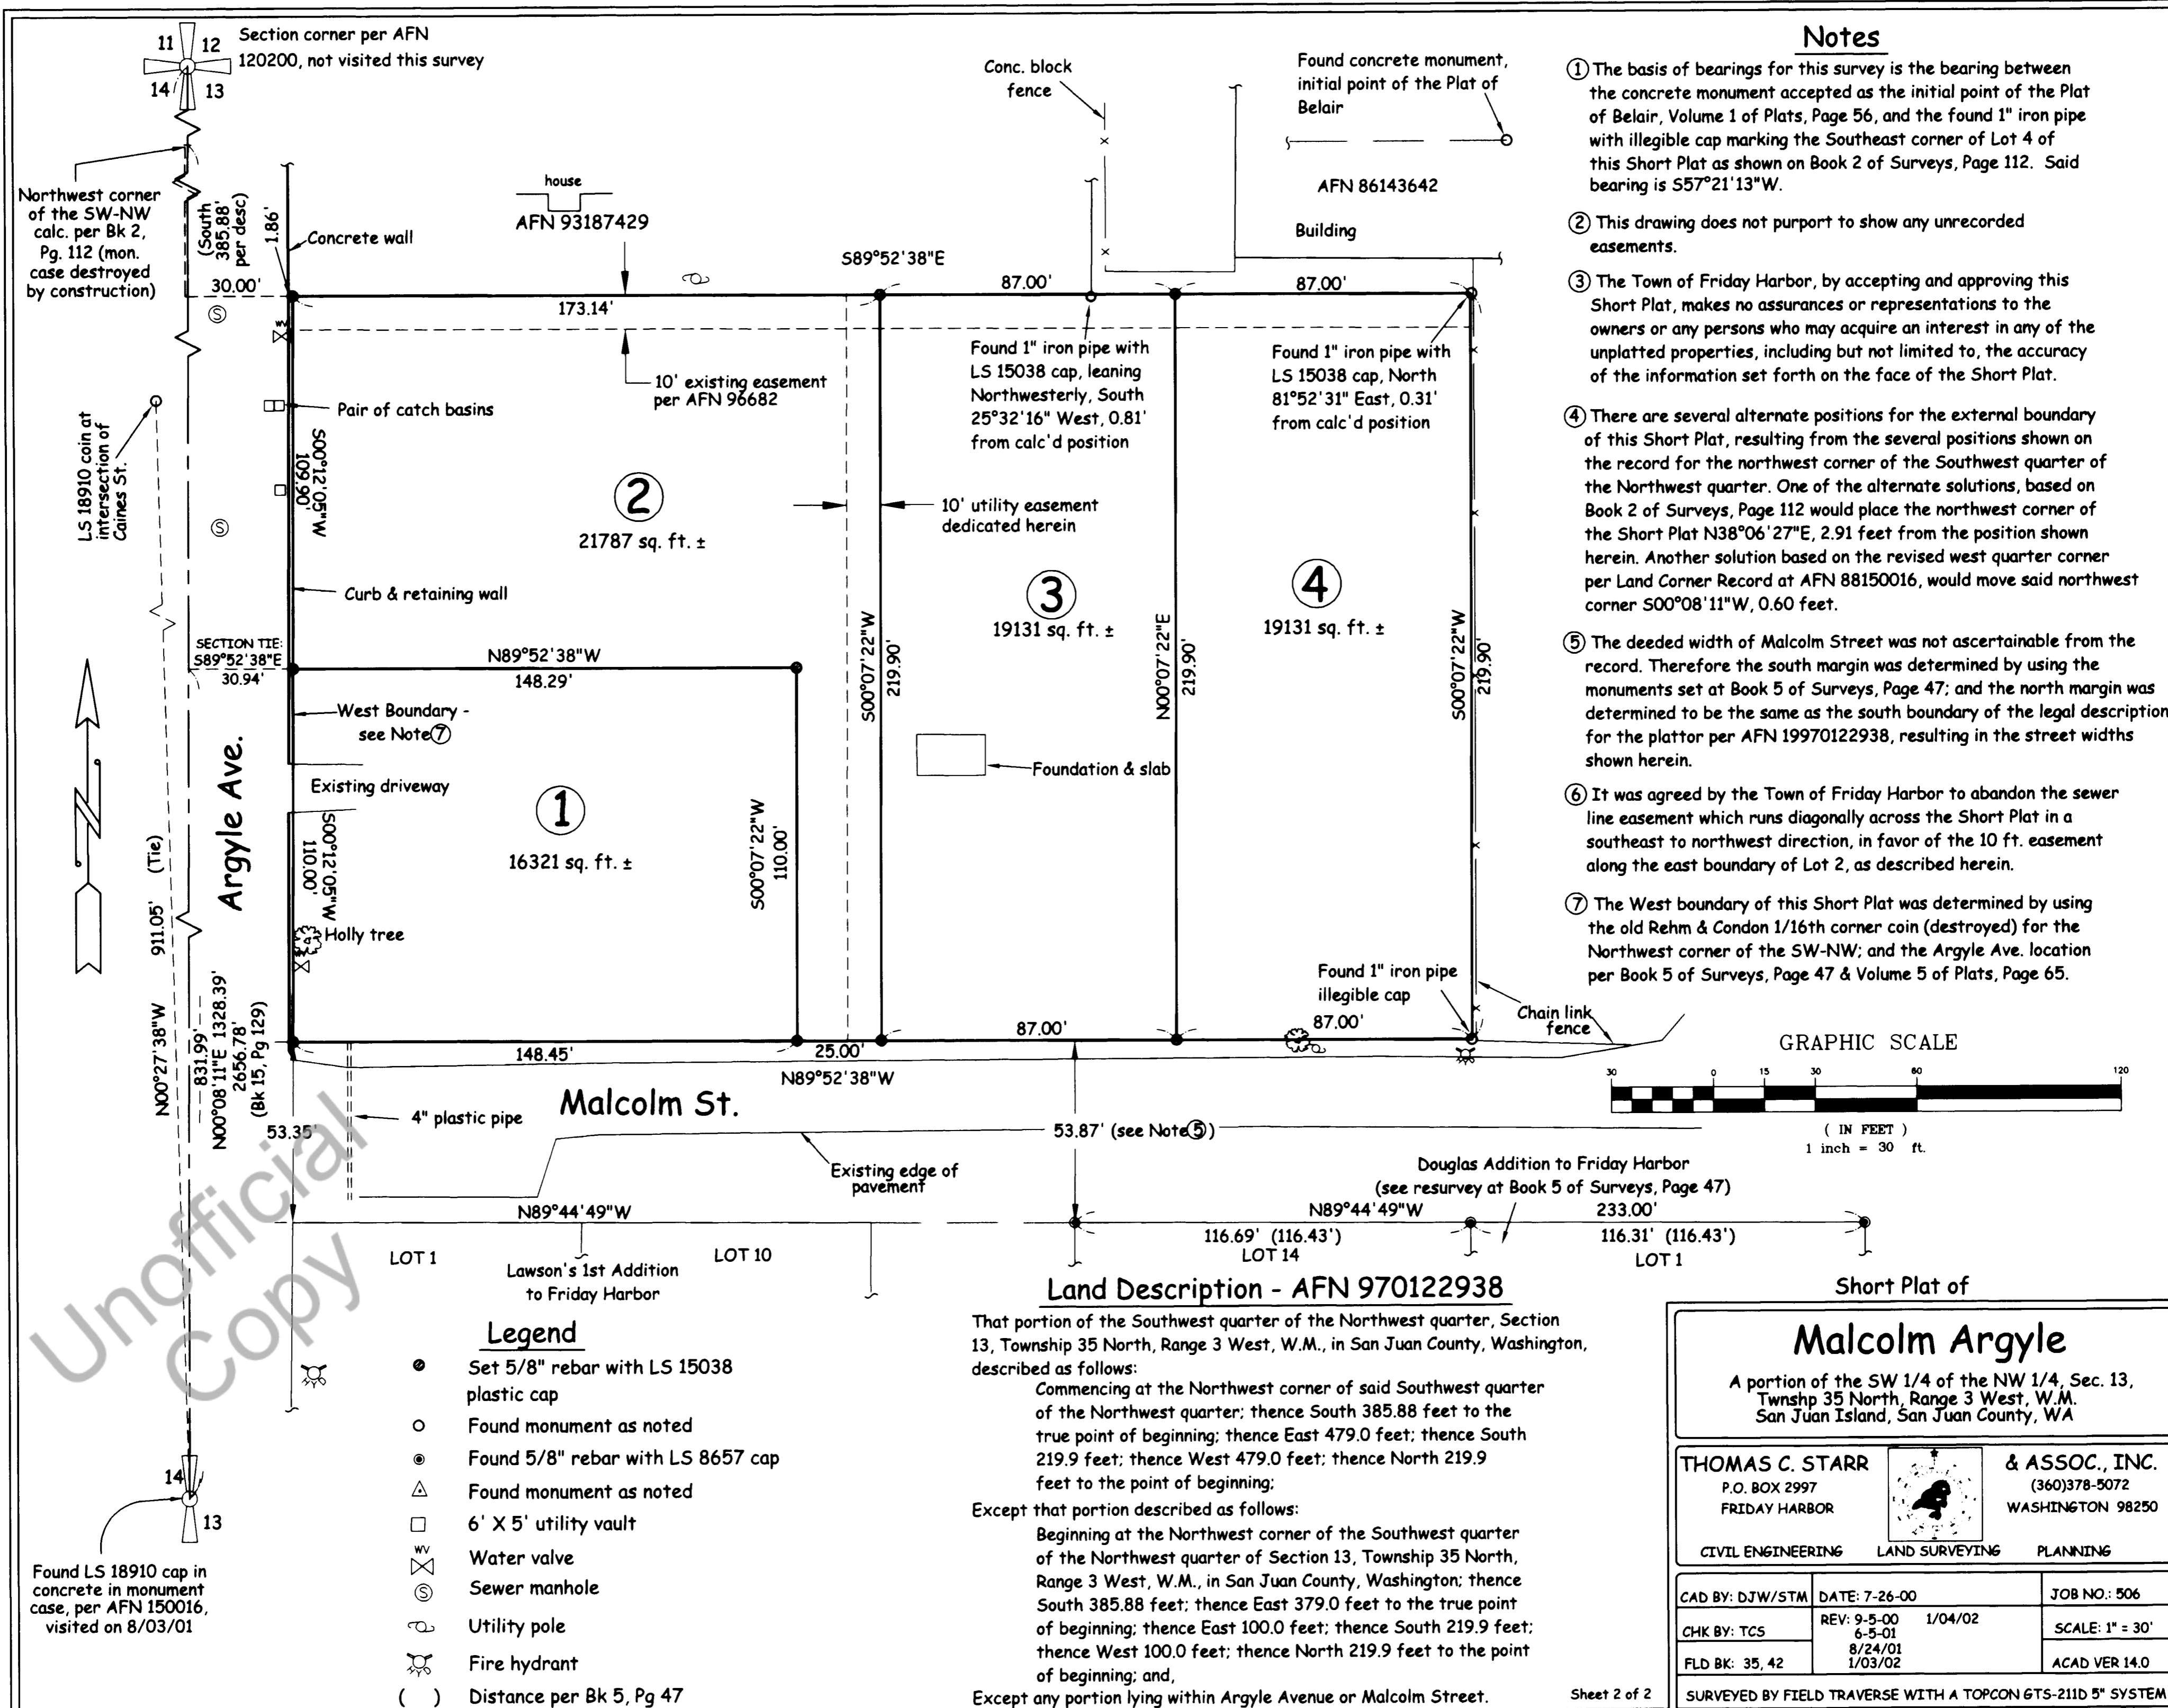 11
12
14
13
Section corner per AFN
120200, not visited this survey
Northwest corner
of the SW-NW
calc. per Bk 2,
Pg. 112 (mon.
case destroyed
by construction)
(South
385.88'
per desc)
1.86'
30.00'
Concrete wall
house
AFN 93187429
Conc. block
fence
Found concrete monument,
initial point of the Plat of
Belair
AFN 86143642
Building
S89°52'38"E
173.14'
87.00'
87.00'
WV
S
10' existing easement
per AFN 96682
Found 1" iron pipe with
LS 15038 cap, leaning
Northwesterly, South
25°32'16" West, 0.81'
from calc'd position
Found 1" iron pipe with
LS 15038 cap, North
81°52'31" East, 0.31'
from calc'd position
Pair of catch basins
LS 18910 coin at
intersection of
Caines St.
S00°12'05"W
109.90'
2
21787 sq. ft. ±
10' utility easement
dedicated herein
S
Curb & retaining wall
3
19131 sq. ft. ±
4
19131 sq. ft. ±
SECTION TIE:
S89°52'38"E
30.94'
N89°52'38"W
148.29'
S00°07'22"W
219.90'
N00°07'22"E
219.90'
S00°07'22"W
219.90'
West Boundary -
see Note 7
Existing driveway
Foundation & slab
Argyle Ave.
1
16321 sq. ft. ±
S00°12'05"W
110.00'
S00°07'22"W
110.00'
Holly tree
Found 1" iron pipe
illegible cap
Chain link
fence
N00°27'38"W 911.05' (Tie)
831.99'
N00°08'11"E 1328.39'
2656.78'
(Bk 15, Pg 129)
148.45'
25.00'
87.00'
87.00'
N89°52'38"W
53.35'
4" plastic pipe
Malcolm St.
53.87' (see Note 5)
Existing edge of
pavement
Douglas Addition to Friday Harbor
(see resurvey at Book 5 of Surveys, Page 47)
N89°44'49"W
N89°44'49"W
233.00'
116.69' (116.43')
116.31' (116.43')
LOT 1
LOT 10
LOT 14
LOT 1
Lawson's 1st Addition
to Friday Harbor
Unofficial
Copy
14
13
Found LS 18910 cap in
concrete in monument
case, per AFN 150016,
visited on 8/03/01
Legend
Set 5/8" rebar with LS 15038
plastic cap
Found monument as noted
Found 5/8" rebar with LS 8657 cap
Found monument as noted
6' X 5' utility vault
WV
Water valve
S Sewer manhole
Utility pole
Fire hydrant
( ) Distance per Bk 5, Pg 47
Land Description - AFN 970122938
That portion of the Southwest quarter of the Northwest quarter, Section
13, Township 35 North, Range 3 West, W.M., in San Juan County, Washington,
described as follows:
Commencing at the Northwest corner of said Southwest quarter
of the Northwest quarter; thence South 385.88 feet to the
true point of beginning; thence East 479.0 feet; thence South
219.9 feet; thence West 479.0 feet; thence North 219.9
feet to the point of beginning;
Except that portion described as follows:
Beginning at the Northwest corner of the Southwest quarter
of the Northwest quarter of Section 13, Township 35 North,
Range 3 West, W.M., in San Juan County, Washington; thence
South 385.88 feet; thence East 379.0 feet to the true point
of beginning; thence East 100.0 feet; thence South 219.9 feet;
thence West 100.0 feet; thence North 219.9 feet to the point
of beginning; and,
Except any portion lying within Argyle Avenue or Malcolm Street.
Notes
1 The basis of bearings for this survey is the bearing between
the concrete monument accepted as the initial point of the Plat
of Belair, Volume 1 of Plats, Page 56, and the found 1" iron pipe
with illegible cap marking the Southeast corner of Lot 4 of
this Short Plat as shown on Book 2 of Surveys, Page 112. Said
bearing is S57°21'13"W.
2 This drawing does not purport to show any unrecorded
easements.
3 The Town of Friday Harbor, by accepting and approving this
Short Plat, makes no assurances or representations to the
owners or any persons who may acquire an interest in any of the
unplatted properties, including but not limited to, the accuracy
of the information set forth on the face of the Short Plat.
4 There are several alternate positions for the external boundary
of this Short Plat, resulting from the several positions shown on
the record for the northwest corner of the Southwest quarter of
the Northwest quarter. One of the alternate solutions, based on
Book 2 of Surveys, Page 112 would place the northwest corner of
the Short Plat N38°06'27"E, 2.91 feet from the position shown
herein. Another solution based on the revised west quarter corner
per Land Corner Record at AFN 88150016, would move said northwest
corner S00°08'11"W, 0.60 feet.
5 The deeded width of Malcolm Street was not ascertainable from the
record. Therefore the south margin was determined by using the
monuments set at Book 5 of Surveys, Page 47; and the north margin was
determined to be the same as the south boundary of the legal description
for the plattor per AFN 19970122938, resulting in the street widths
shown herein.
6 It was agreed by the Town of Friday Harbor to abandon the sewer
line easement which runs diagonally across the Short Plat in a
southeast to northwest direction, in favor of the 10 ft. easement
along the east boundary of Lot 2, as described herein.
7 The West boundary of this Short Plat was determined by using
the old Rehm & Condon 1/16th corner coin (destroyed) for the
Northwest corner of the SW-NW; and the Argyle Ave. location
per Book 5 of Surveys, Page 47 & Volume 5 of Plats, Page 65.
GRAPHIC SCALE
30 0 15 30 60 120
( IN FEET )
1 inch = 30 ft.
Short Plat of
Malcolm Argyle
A portion of the SW 1/4 of the NW 1/4, Sec. 13,
Twnshp 35 North, Range 3 West, W.M.
San Juan Island, San Juan County, WA
THOMAS C. STARR & ASSOC., INC.
P.O. BOX 2997 (360)378-5072
FRIDAY HARBOR WASHINGTON 98250
CIVIL ENGINEERING LAND SURVEYING PLANNING
CAD BY: DJW/STM DATE: 7-26-00 JOB NO.: 506
CHK BY: TCS REV: 9-5-00 1/04/02 SCALE: 1" = 30'
6-5-01
8/24/01
FLD BK: 35, 42 1/03/02 ACAD VER 14.0
Sheet 2 of 2
SURVEYED BY FIELD TRAVERSE WITH A TOPCON GTS-211D 5" SYSTEM